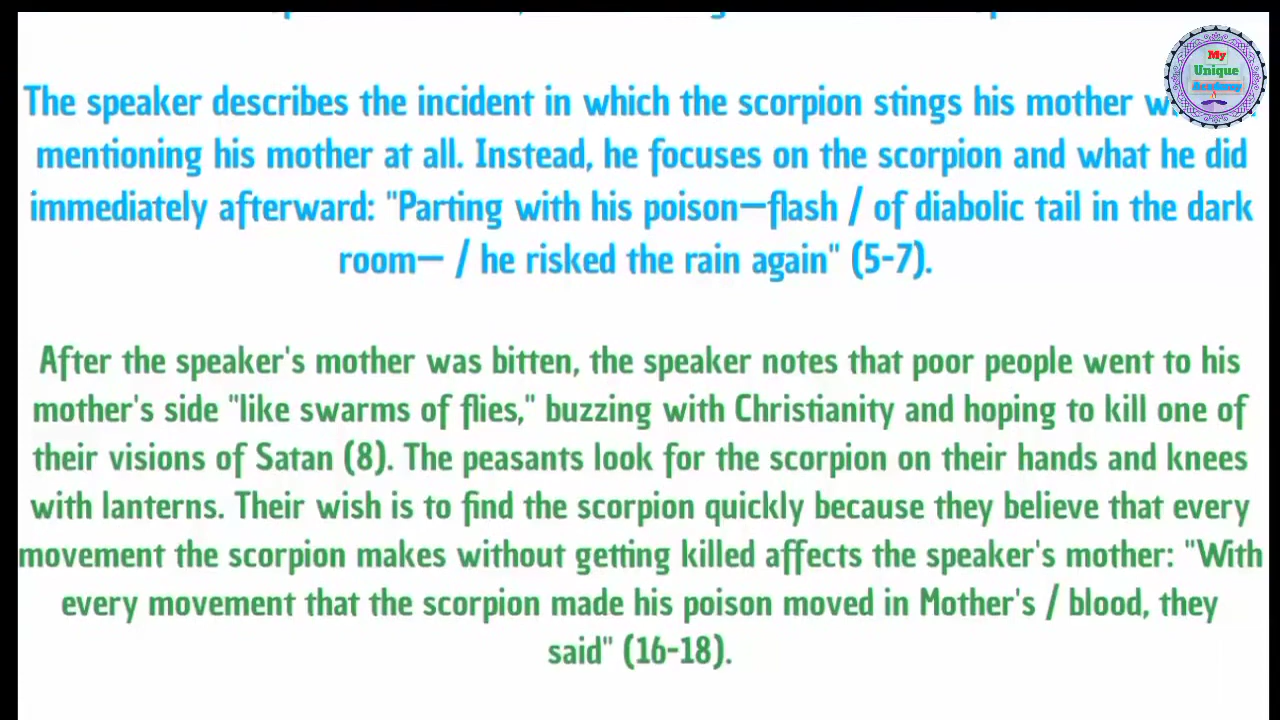 The speaker describes the incident in which the scorpion stings his mother
mentioning his mother at all. Instead, he focuses on the scorpion and what he did
immediately afterward: "Parting with his poison—flash / of diabolic tail in the dark
room— / he risked the rain again" (5-7).
After the speaker's mother was bitten, the speaker notes that poor people went to his
mother's side "like swarms of flies," buzzing with Christianity and hoping to kill one of
their visions of Satan (8). The peasants look for the scorpion on their hands and knees
with lanterns. Their wish is to find the scorpion quickly because they believe that every
movement the scorpion makes without getting killed affects the speaker's mother: "With
every movement that the scorpion made his poison moved in Mother's / blood, they
said" (16-18).
My
Unique
Academy